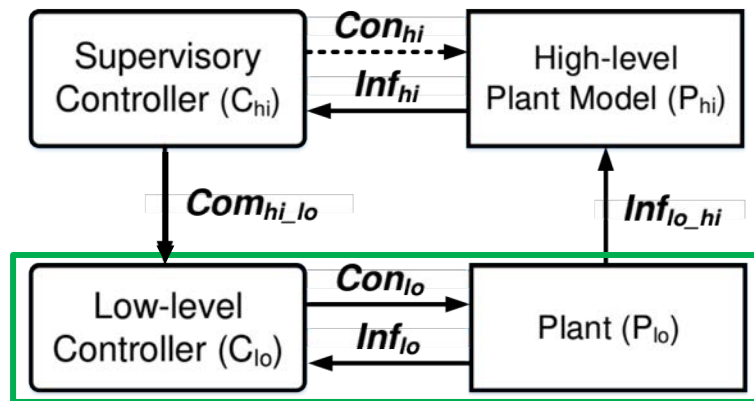 Supervisory
Controller (C_hi)
Con_hi
Inf_hi
High-level
Plant Model (P_hi)
Com_hi_lo
Inf_lo_hi
Low-level
Controller (C_lo)
Con_lo
Inf_lo
Plant (P_lo)